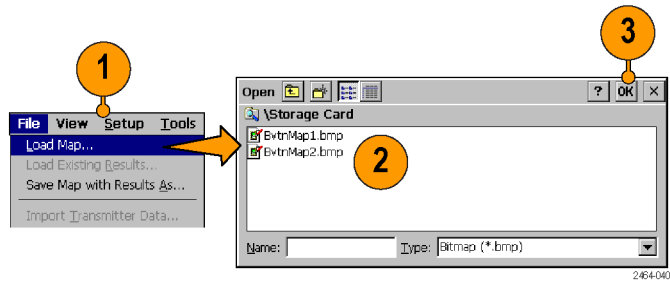 3
1
Open ? OK ×
\Storage Card
File View Setup Tools
BvtnMap1.bmp
Load Map...
BvtnMap2.bmp
2
Load Existing Results...
Save Map with Results As...
Import Transmitter Data...
Name: Type: Bitmap (*.bmp)
2464-040